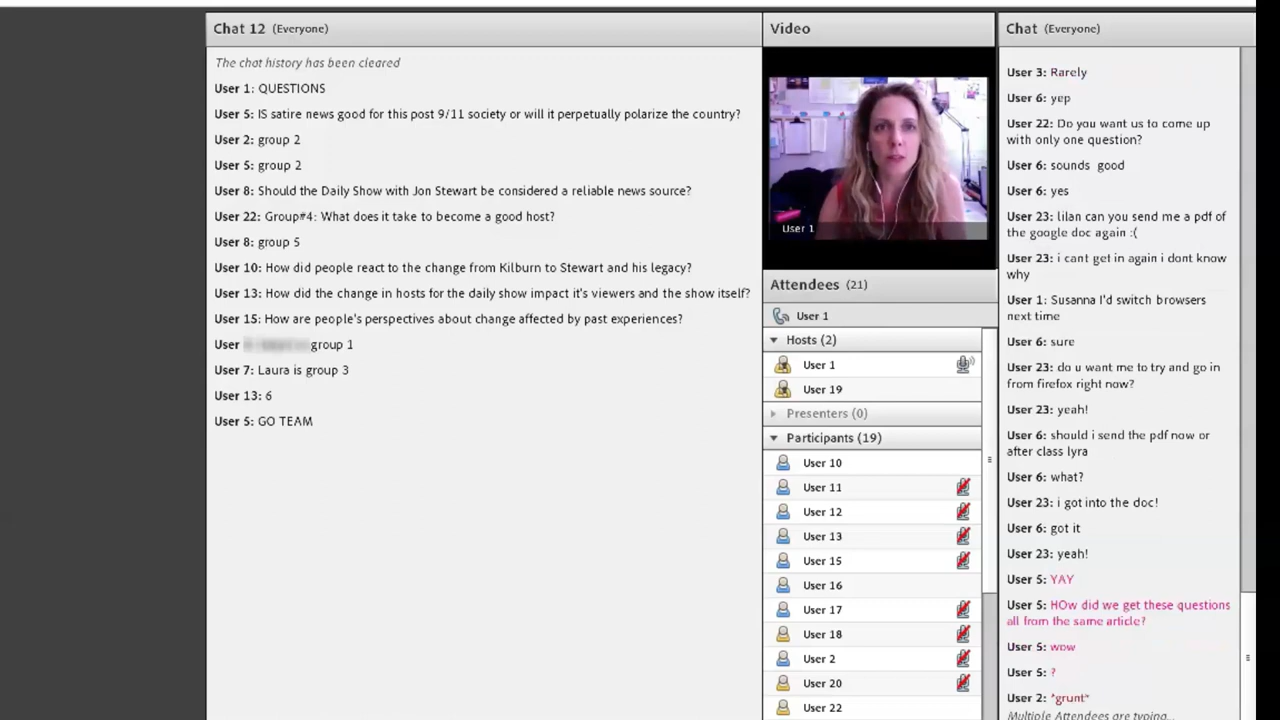 Chat 12 (Everyone)
The chat history has been cleared
User 1: QUESTIONS
User 5: IS satire news good for this post 9/11 society or will it perpetually polarize the country?
User 2: group 2
User 5: group 2
User 8: Should the Daily Show with Jon Stewart be considered a reliable news source?
User 22: Group#4: What does it take to become a good host?
User 8: group 5
User 10: How did people react to the change from Kilburn to Stewart and his legacy?
User 13: How did the change in hosts for the daily show impact it's viewers and the show itself?
User 15: How are people's perspectives about change affected by past experiences?
User group 1
User 7: Laura is group 3
User 13: 6
User 5: GO TEAM
Video
User 1
Attendees (21)
User 1
Hosts (2)
User 1
User 19
Presenters (0)
Participants (19)
User 10
User 11
User 12
User 13
User 15
User 16
User 17
User 18
User 2
User 20
User 22
Chat (Everyone)
User 3: Rarely
User 6: yep
User 22: Do you want us to come up
with only one question?
User 6: sounds good
User 6: yes
User 23: lilan can you send me a pdf of
the google doc again :(
User 23: i cant get in again i dont know
why
User 1: Susanna I'd switch browsers
next time
User 6: sure
User 23: do u want me to try and go in
from firefox right now?
User 23: yeah!
User 6: should i send the pdf now or
after class lyra
User 6: what?
User 23: i got into the doc!
User 6: got it
User 23: yeah!
User 5: YAY
User 5: HOw did we get these questions
all from the same article?
User 5: wow
User 5: ?
User 2: *grunt*
Multiple Attendees are typing...